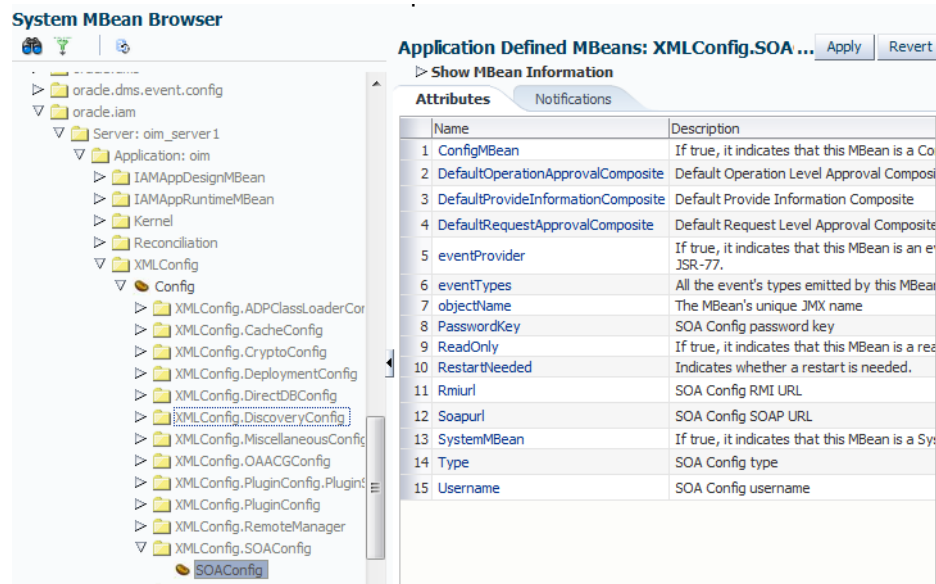 System MBean Browser
oracle.dms.event.config
oracle.iam
Server: oim_server1
Application: oim
IAMAppDesignMBean
IAMAppRuntimeMBean
Kernel
Reconciliation
XMLConfig
Config
XMLConfig.ADPClassLoaderCor
XMLConfig.CacheConfig
XMLConfig.CryptoConfig
XMLConfig.DeploymentConfig
XMLConfig.DirectDBConfig
XMLConfig.DiscoveryConfig
XMLConfig.MiscellaneousConfig
XMLConfig.OAACGConfig
XMLConfig.PluginConfig.PluginS
XMLConfig.PluginConfig
XMLConfig.RemoteManager
XMLConfig.SOAConfig
SOAConfig
Application Defined MBeans: XMLConfig.SOA... Apply Revert
Show MBean Information
Attributes Notifications
Name Description
1 ConfigMBean If true, it indicates that this MBean is a Co
2 DefaultOperationApprovalComposite Default Operation Level Approval Composi
3 DefaultProvideInformationComposite Default Provide Information Composite
4 DefaultRequestApprovalComposite Default Request Level Approval Composite
5 eventProvider If true, it indicates that this MBean is an ev
JSR-77.
6 eventTypes All the event's types emitted by this MBear
7 objectName The MBean's unique JMX name
8 PasswordKey SOA Config password key
9 ReadOnly If true, it indicates that this MBean is a rea
10 RestartNeeded Indicates whether a restart is needed.
11 Rmiurl SOA Config RMI URL
12 Soapurl SOA Config SOAP URL
13 SystemMBean If true, it indicates that this MBean is a Sys
14 Type SOA Config type
15 Username SOA Config username